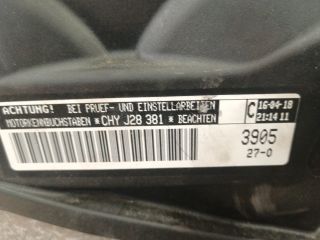 ACHTUNG! BEI PRUEF- UND EINSTELLARBEITEN
MOTORKENNBUCHSTABEN *CHY J28 381 * BEACHTEN
C 16-04-18
21:14 11
3905
27-0